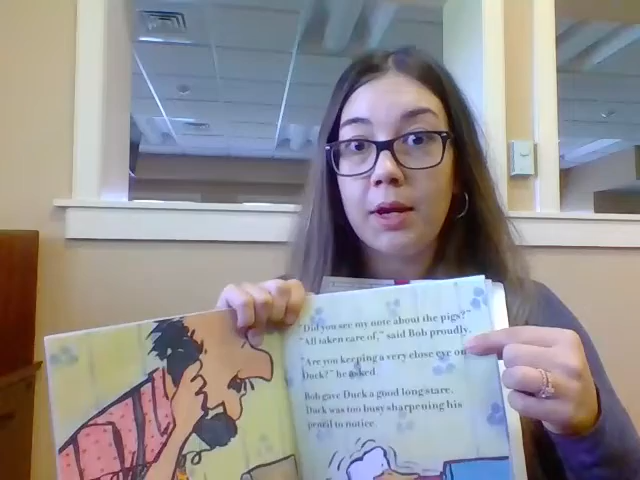 "Did you see my note about the pigs?"
"All taken care of," said Bob proudly.
"Are you keeping a very close eye on
Duck?" he asked.
Bob gave Duck a good long stare.
Duck was too busy sharpening his
pencil to notice.